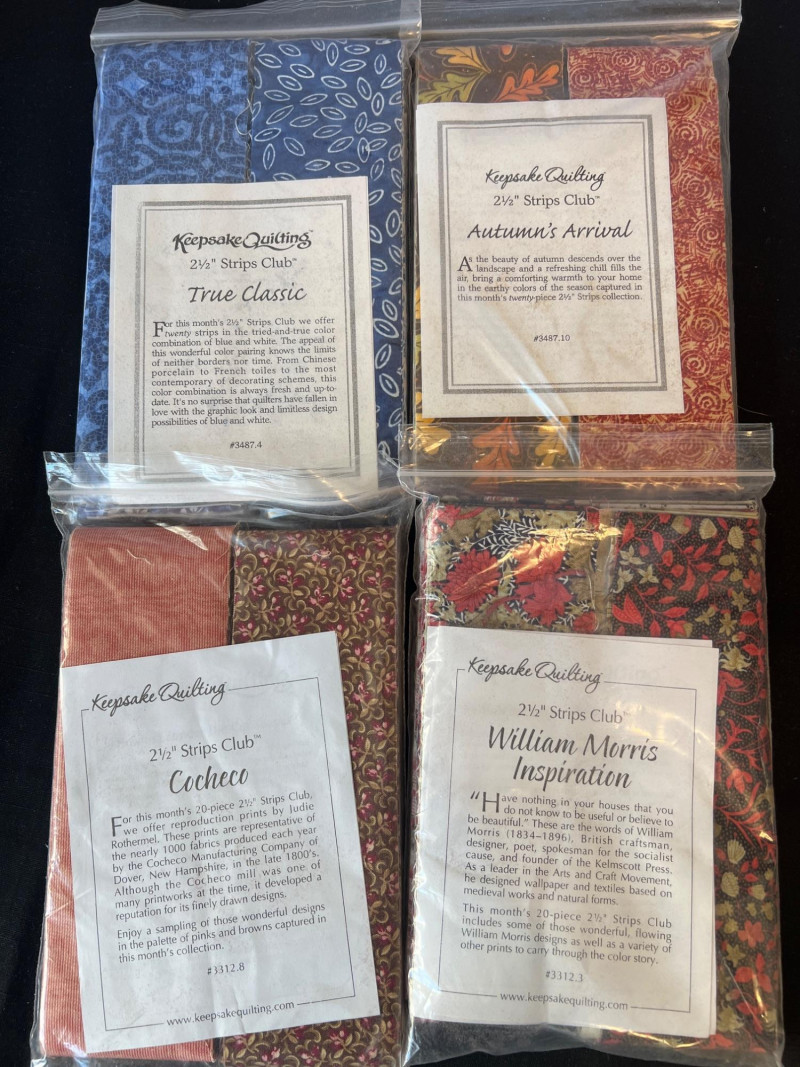 Keepsake Quilting™
2½" Strips Club™
True Classic
For this month's 2½" Strips Club we offer
twenty strips in the tried-and-true color
combination of blue and white. The appeal of
this wonderful color pairing knows the limits
of neither borders nor time. From Chinese
porcelain to French toiles to the most
contemporary of decorating schemes, this
color combination is always fresh and up-to-
date. It's no surprise that quilters have fallen in
love with the graphic look and limitless design
possibilities of blue and white.
#3487.4
Keepsake Quilting
2½" Strips Club™
Autumn's Arrival
As the beauty of autumn descends over the
landscape and a refreshing chill fills the
air, bring a comforting warmth to your home
in the earthy colors of the season captured in
this month's twenty-piece 2½" Strips collection.
#3487.10
Keepsake Quilting
2½" Strips Club™
Cocheco
For this month's 20-piece 2½" Strips Club,
we offer reproduction prints by Judie
Rothermel. These prints are representative of
the nearly 1000 fabrics produced each year
by the Cocheco Manufacturing Company of
Dover, New Hampshire, in the late 1800's.
Although the Cocheco mill was one of
many printworks at the time, it developed a
reputation for its finely drawn designs.
Enjoy a sampling of those wonderful designs
in the palette of pinks and browns captured in
this month's collection.
#3312.8
www.keepsakequilting.com
Keepsake Quilting
2½" Strips Club™
William Morris
Inspiration
"Have nothing in your houses that you
do not know to be useful or believe to
be beautiful." These are the words of William
Morris (1834–1896), British craftsman,
designer, poet, spokesman for the socialist
cause, and founder of the Kelmscott Press.
As a leader in the Arts and Craft Movement,
he designed wallpaper and textiles based on
medieval works and natural forms.
This month's 20-piece 2½" Strips Club
includes some of those wonderful, flowing
William Morris designs as well as a variety of
other prints to carry through the color story.
#3312.3
www.keepsakequilting.com